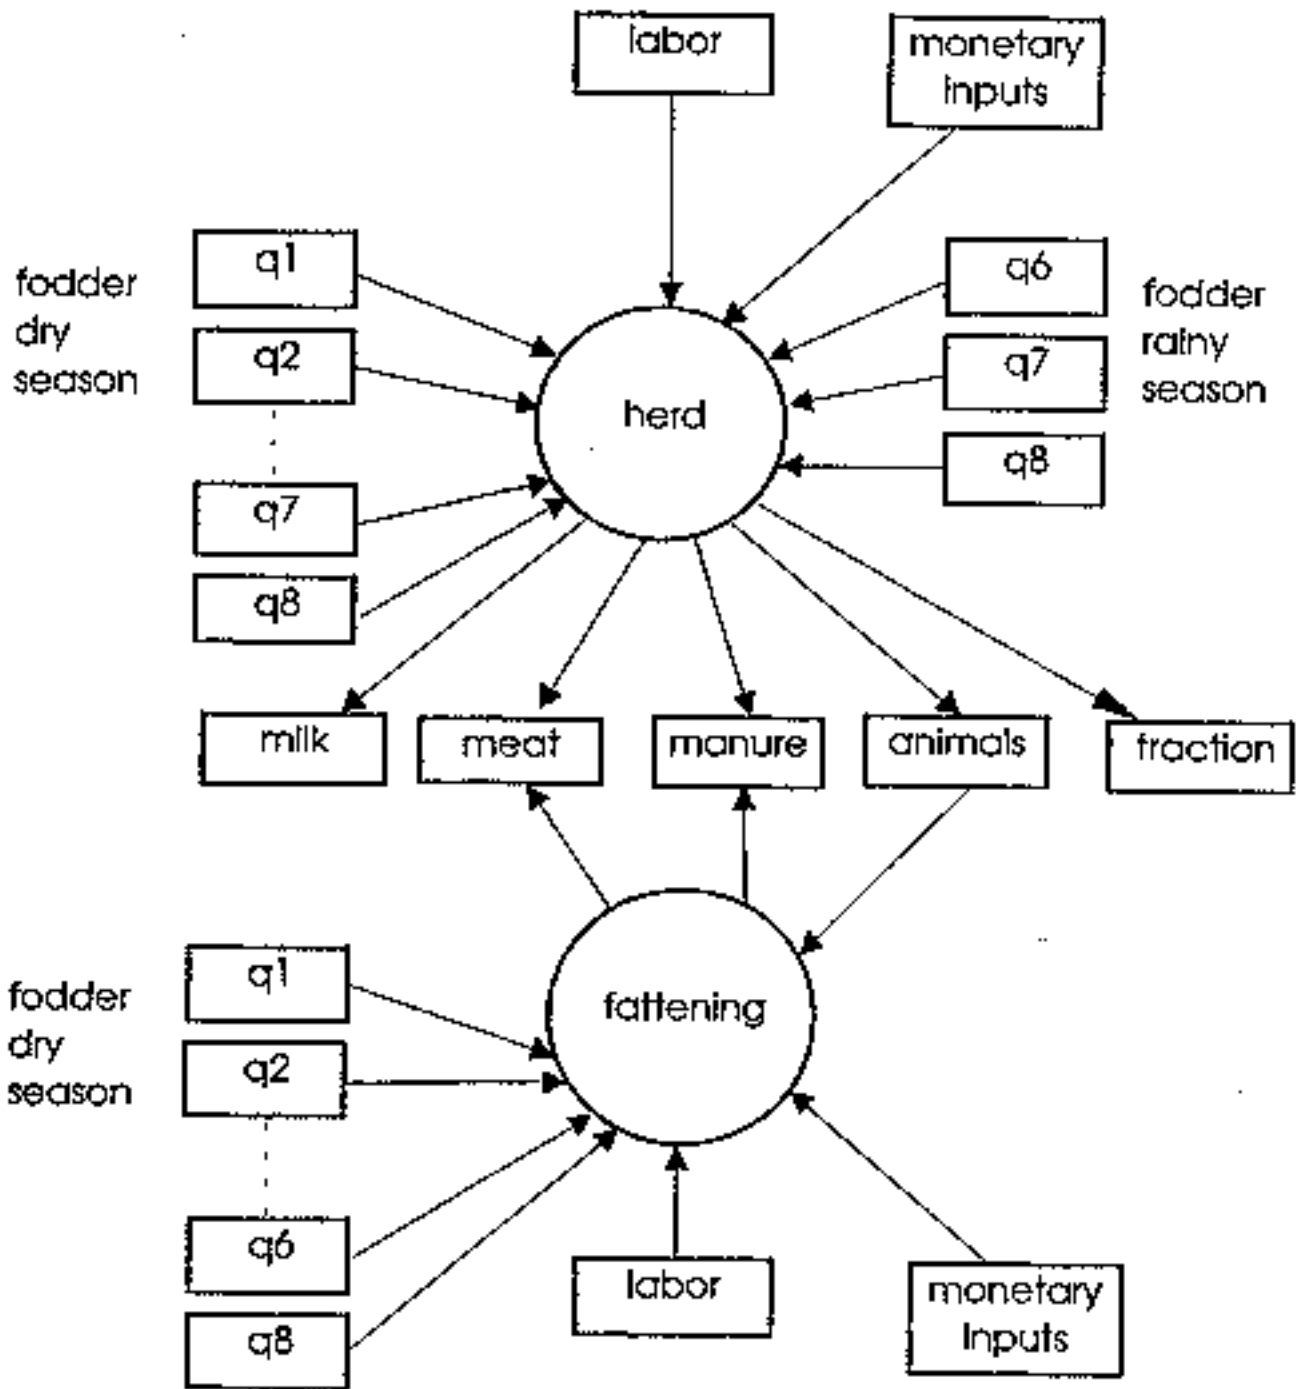 labor
monetary
inputs
fodder
dry
season
q1
q2
q7
q8
herd
q6
q7
q8
fodder
rainy
season
milk
meat
manure
animals
fraction
fodder
dry
season
q1
q2
q6
q8
fattening
labor
monetary
inputs